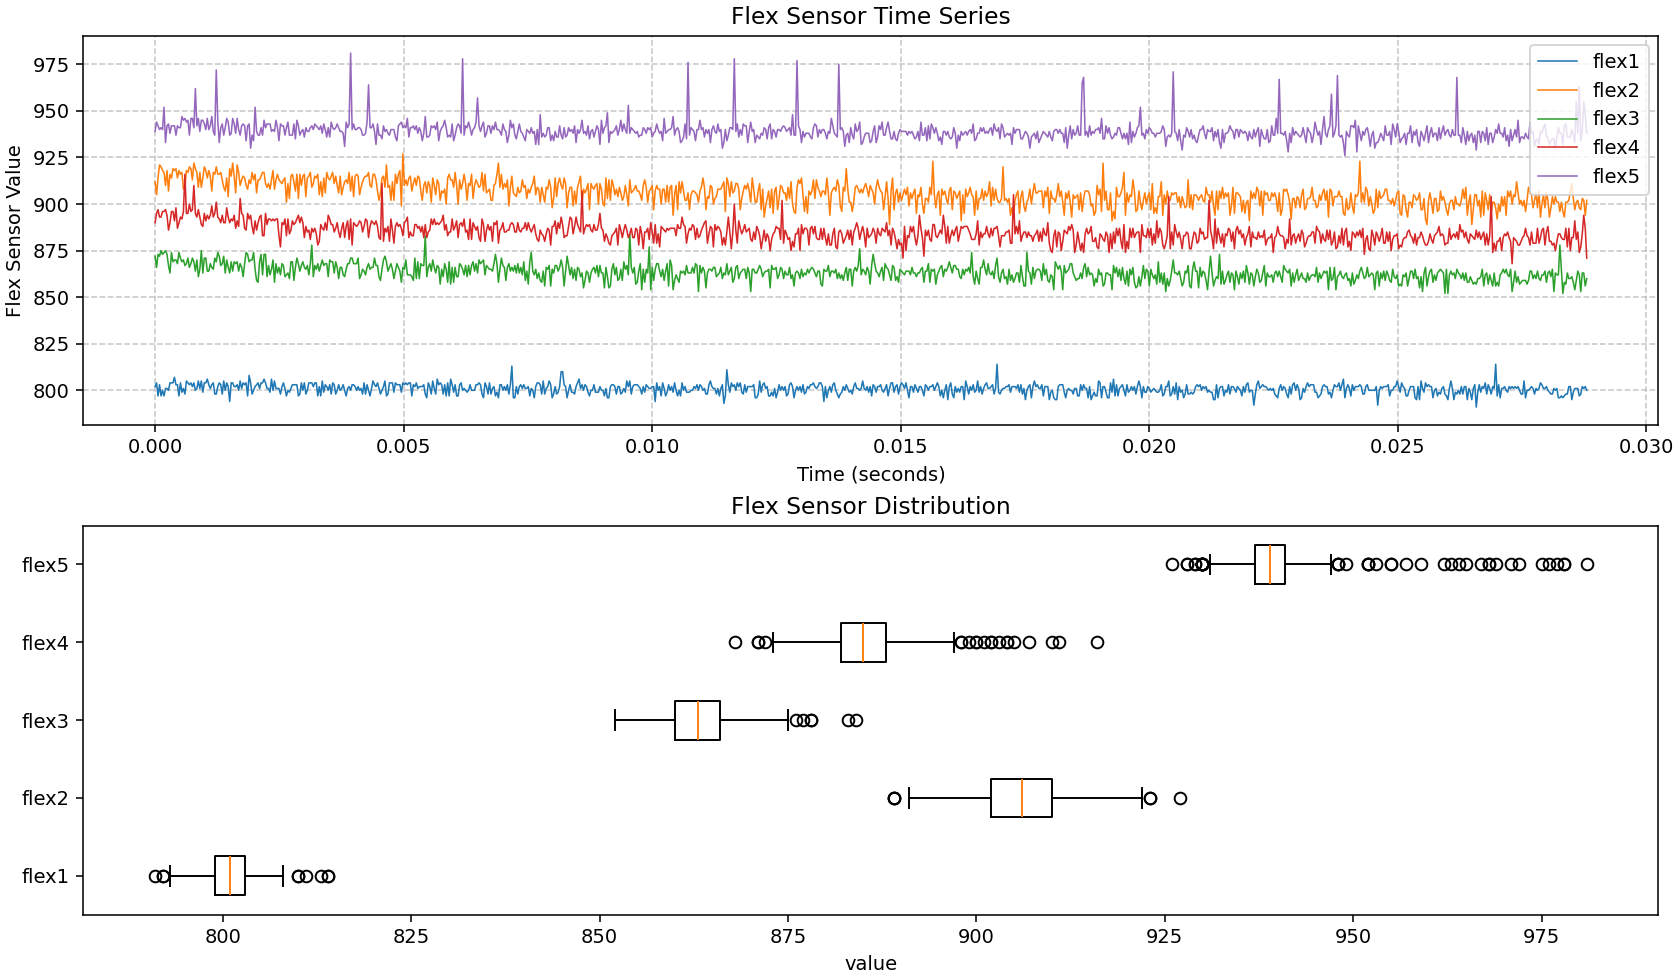 Flex Sensor Time Series
Flex Sensor Value
975
950
925
900
875
850
825
800
flex1
flex2
flex3
flex4
flex5
0.000 0.005 0.010 0.015 0.020 0.025 0.030
Time (seconds)
Flex Sensor Distribution
flex5
flex4
flex3
flex2
flex1
800 825 850 875 900 925 950 975
value